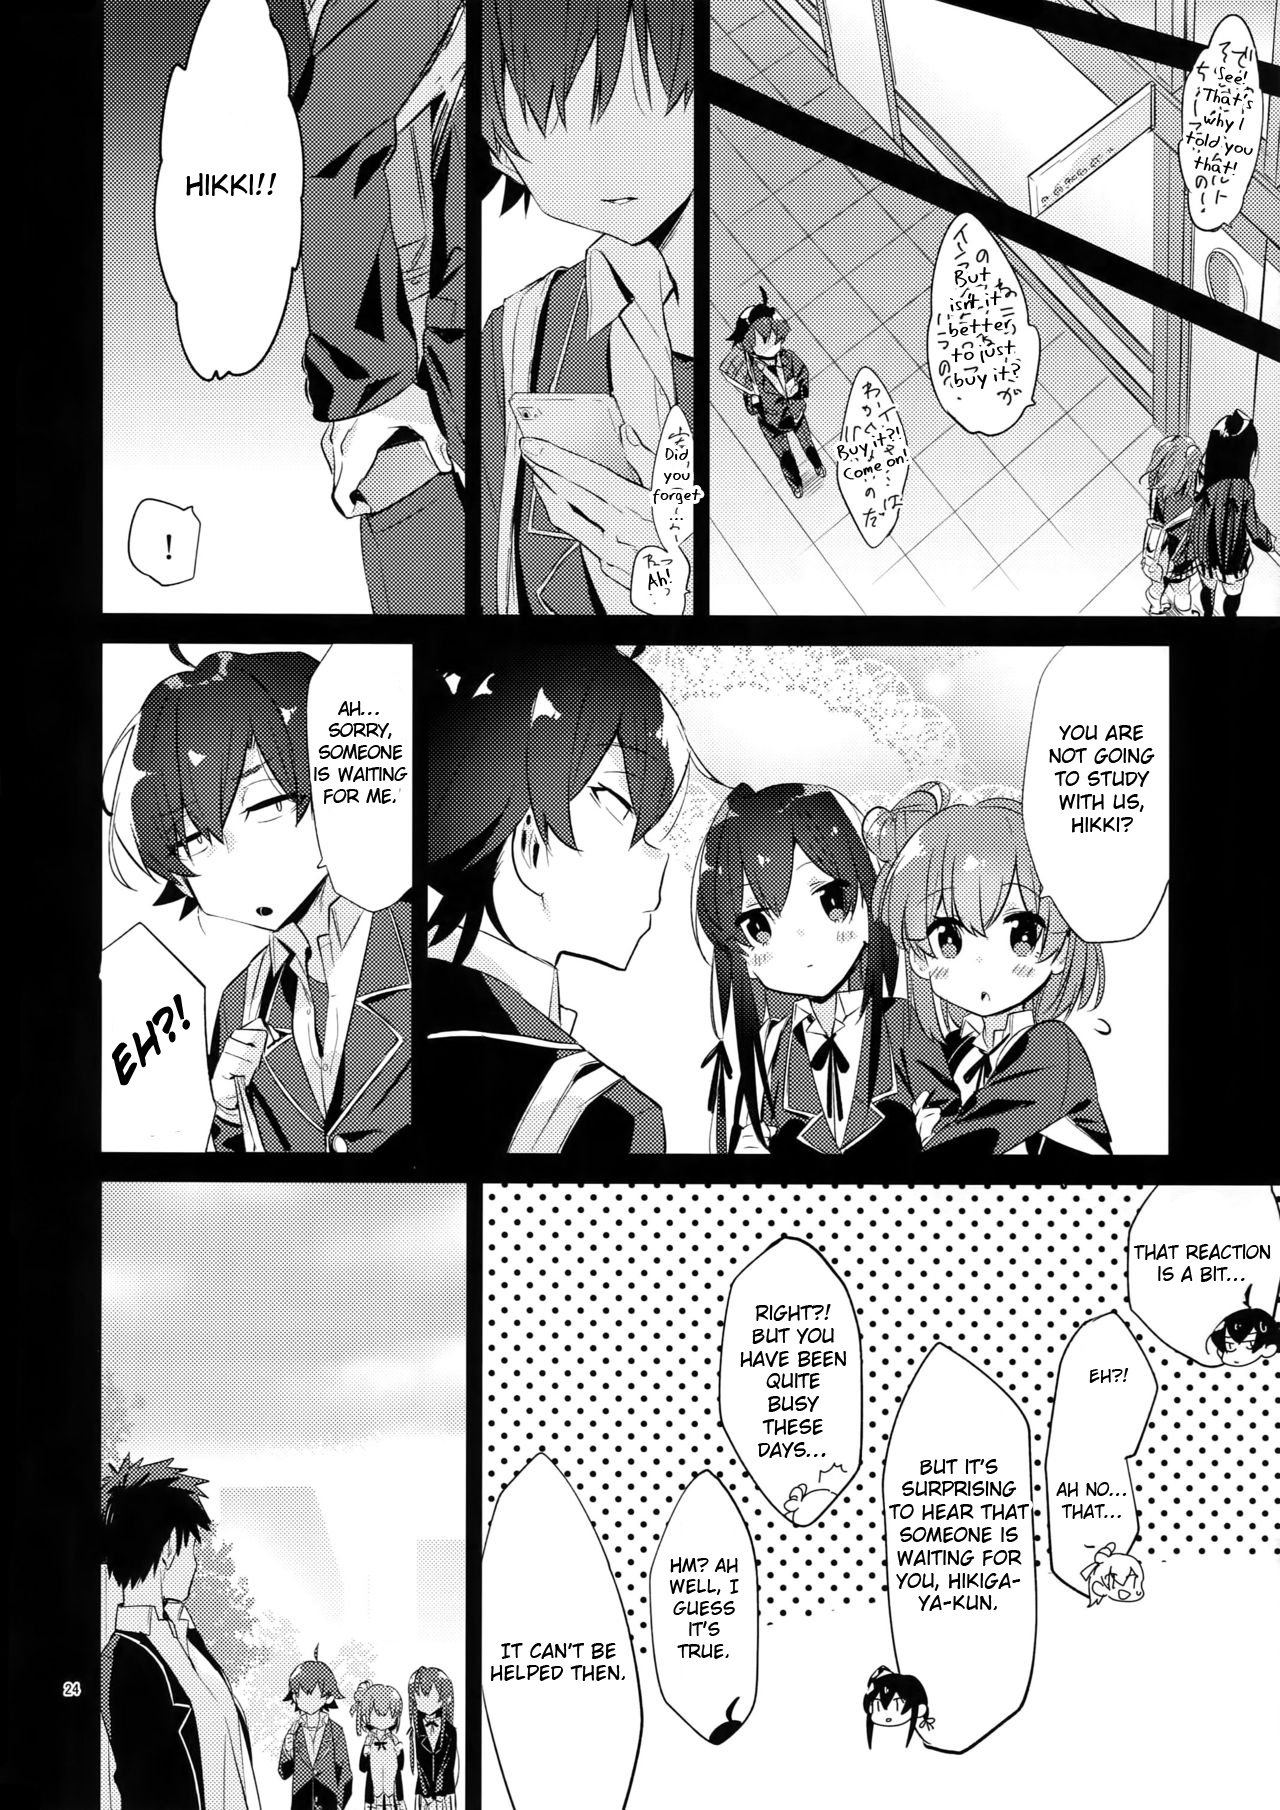 See!
That's
why I
told you
that!
But
isn't it
better
to just
buy it?
Buy it?!
Come on!
Did
you
forget
Ah!
HIKKI!!
!
YOU ARE
NOT GOING
TO STUDY
WITH US,
HIKKI?
AH...
SORRY,
SOMEONE
IS WAITING
FOR ME.
EH?!
THAT REACTION
IS A BIT...
EH?!
AH NO...
THAT...
BUT IT'S
SURPRISING
TO HEAR THAT
SOMEONE IS
WAITING FOR
YOU, HIKIGA-
YA-KUN.
RIGHT?!
BUT YOU
HAVE BEEN
QUITE
BUSY
THESE
DAYS...
HM? AH
WELL, I
GUESS
IT'S
TRUE.
IT CAN'T BE
HELPED THEN.
24